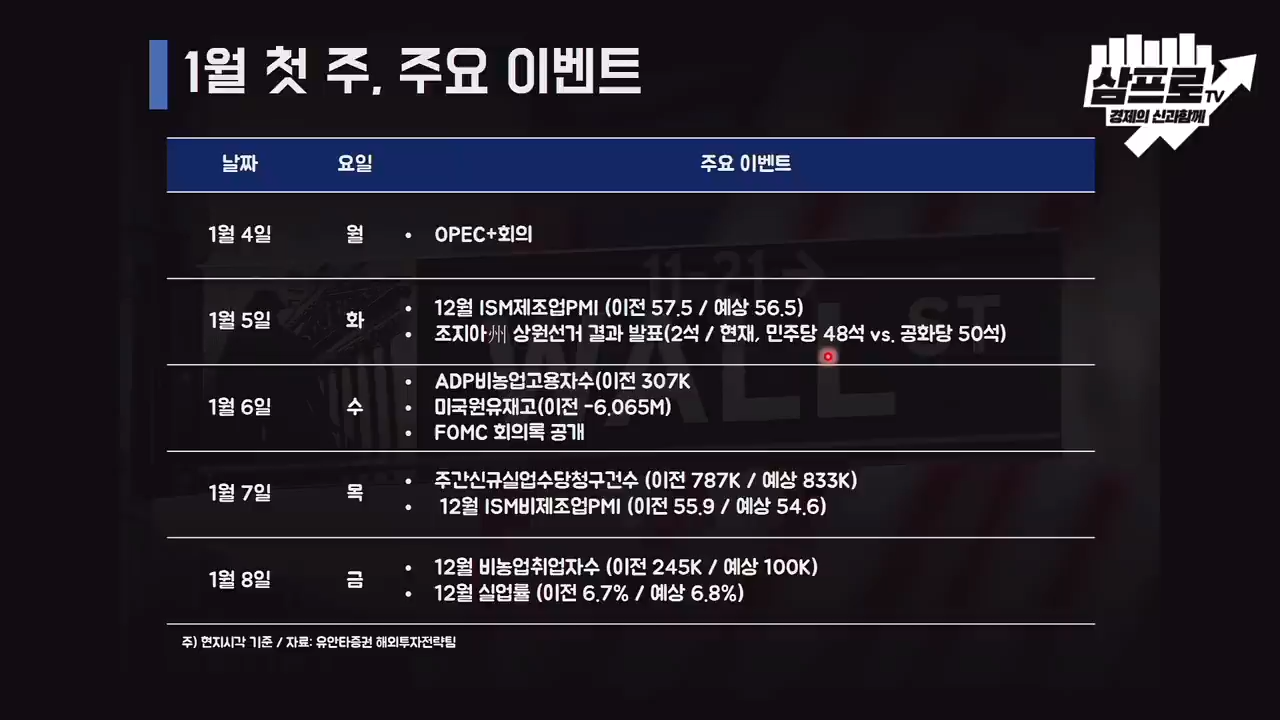 1월 첫 주, 주요 이벤트
삼프로TV
경제의 신과함께
날짜 요일 주요 이벤트
1월 4일 월 • OPEC+회의
1월 5일 화 • 12월 ISM제조업PMI (이전 57.5 / 예상 56.5)
• 조지아州 상원선거 결과 발표(2석 / 현재, 민주당 48석 vs. 공화당 50석)
1월 6일 수 • ADP비농업고용자수(이전 307K
• 미국원유재고(이전 -6.065M)
• FOMC 회의록 공개
1월 7일 목 • 주간신규실업수당청구건수 (이전 787K / 예상 833K)
• 12월 ISM비제조업PMI (이전 55.9 / 예상 54.6)
1월 8일 금 • 12월 비농업취업자수 (이전 245K / 예상 100K)
• 12월 실업률 (이전 6.7% / 예상 6.8%)
주) 현지시각 기준 / 자료: 유안타증권 해외투자전략팀
11-21→
WALL ST